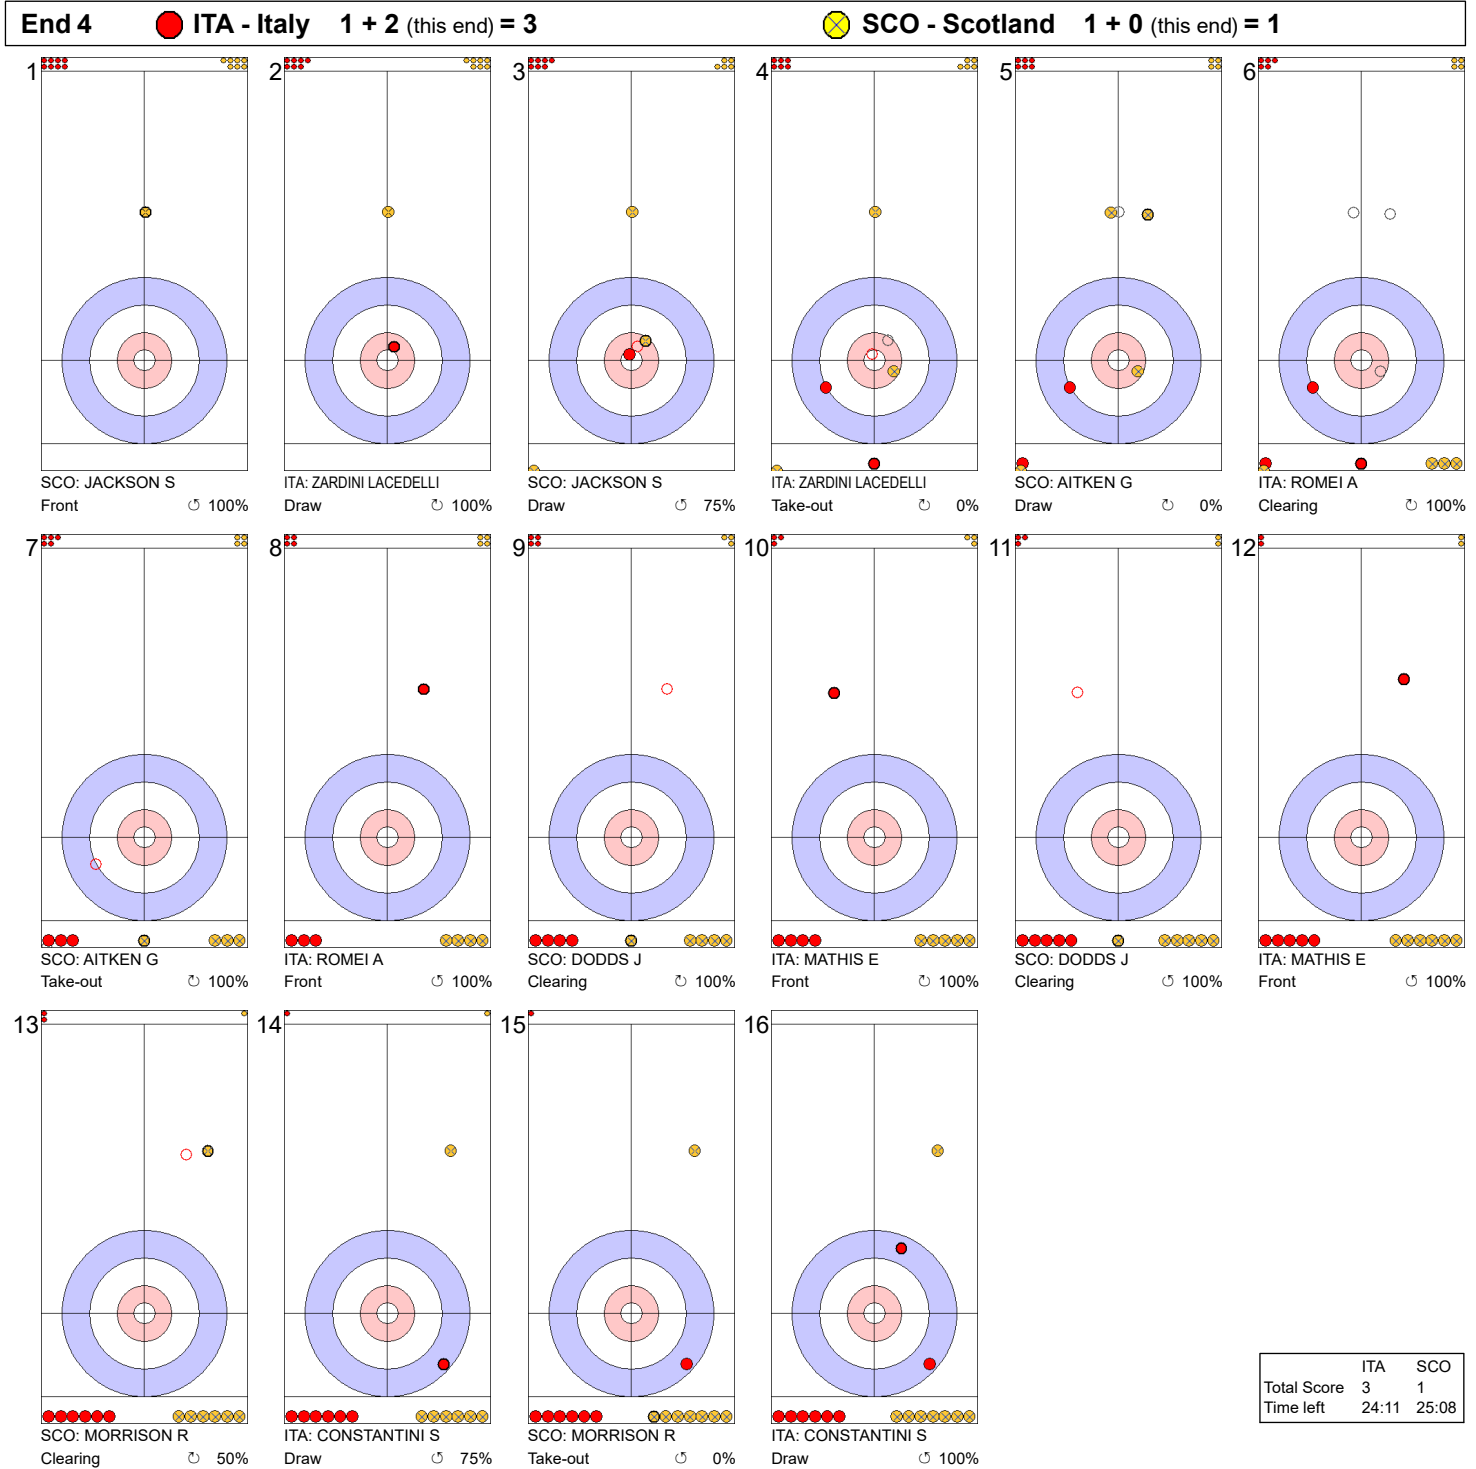 End 4 ITA - Italy 1 + 2 (this end) = 3 SCO - Scotland 1 + 0 (this end) = 1
1 2 3 4 5 6
SCO: JACKSON S ITA: ZARDINI LACEDELLI SCO: JACKSON S ITA: ZARDINI LACEDELLI SCO: AITKEN G ITA: ROMEI A
Front ↻ 100% Draw ↺ 100% Draw ↺ 75% Take-out ↻ 0% Draw ↻ 0% Clearing ↻ 100%
7 8 9 10 11 12
SCO: AITKEN G ITA: ROMEI A SCO: DODDS J ITA: MATHIS E SCO: DODDS J ITA: MATHIS E
Take-out ↻ 100% Front ↻ 100% Clearing ↺ 100% Front ↻ 100% Clearing ↺ 100% Front ↻ 100%
13 14 15 16
SCO: MORRISON R ITA: CONSTANTINI S SCO: MORRISON R ITA: CONSTANTINI S
Clearing ↻ 50% Draw ↺ 75% Take-out ↺ 0% Draw ↺ 100%
ITA SCO
Total Score 3 1
Time left 24:11 25:08